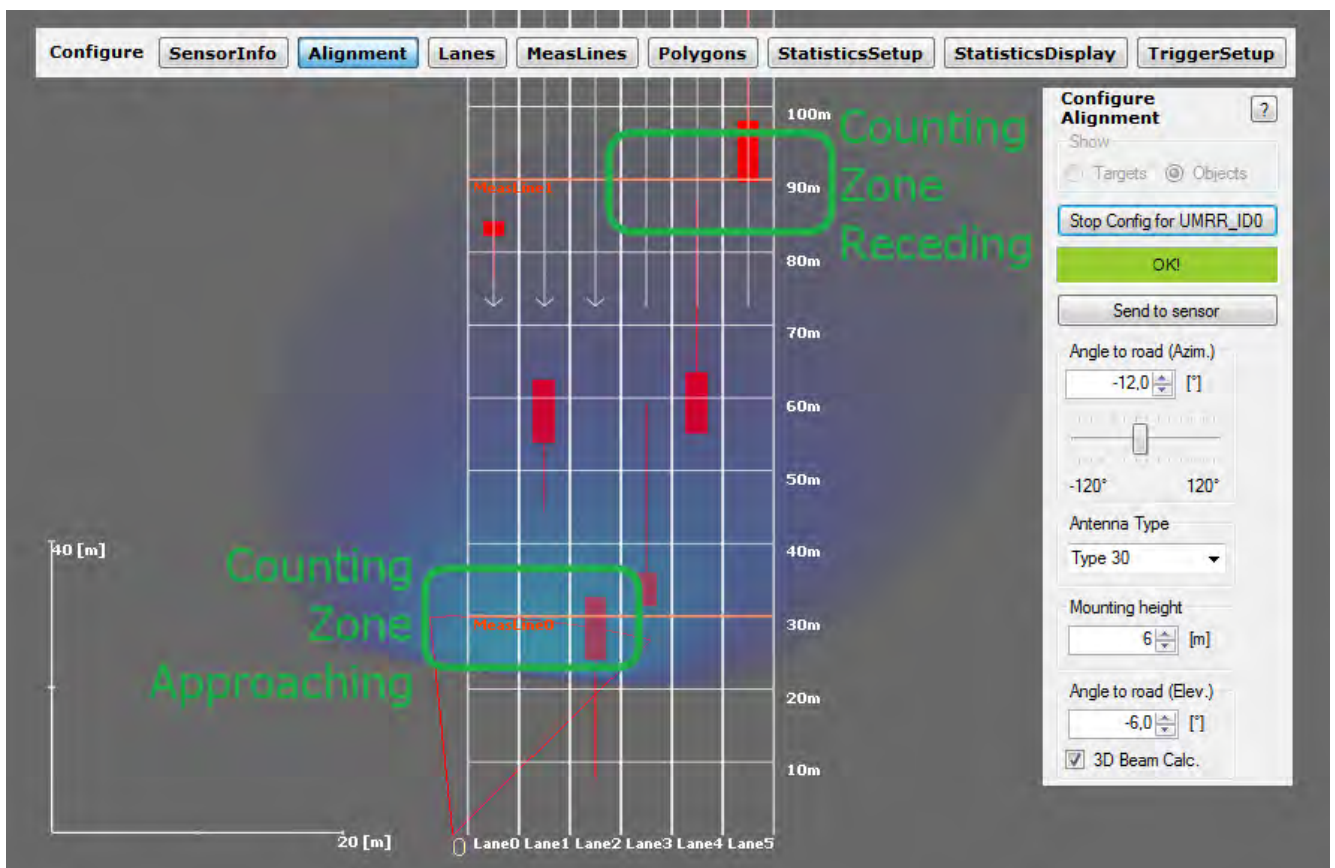 Configure SensorInfo Alignment Lanes MeasLines Polygons StatisticsSetup StatisticsDisplay TriggerSetup
100m
90m
80m
70m
60m
50m
40m
30m
20m
10m
Counting
Zone
Receding
MeasLine1
Counting
Zone
Approaching
MeasLine0
40 [m]
20 [m]
Lane0 Lane1 Lane2 Lane3 Lane4 Lane5
Configure
Alignment
?
Show
Targets Objects
Stop Config for UMRR_ID0
OK!
Send to sensor
Angle to road (Azim.)
-12,0 [°]
-120° 120°
Antenna Type
Type 30
Mounting height
6 [m]
Angle to road (Elev.)
-6,0 [°]
3D Beam Calc.